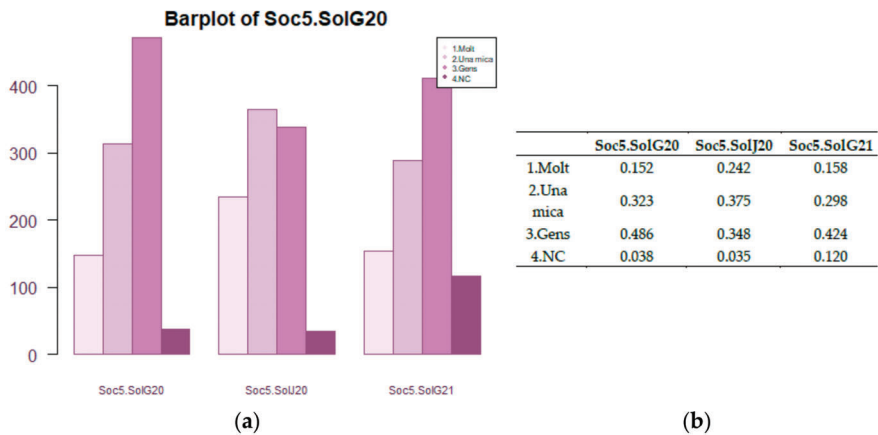 Barplot of Soc5.SolG20
1.Molt
2.Una mica
3.Gens
4.NC
400
300
200
100
0
Soc5.SolG20 Soc5.SolJ20 Soc5.SolG21
(a)
Soc5.SolG20 Soc5.SolJ20 Soc5.SolG21
1.Molt 0.152 0.242 0.158
2.Una
mica 0.323 0.375 0.298
3.Gens 0.486 0.348 0.424
4.NC 0.038 0.035 0.120
(b)